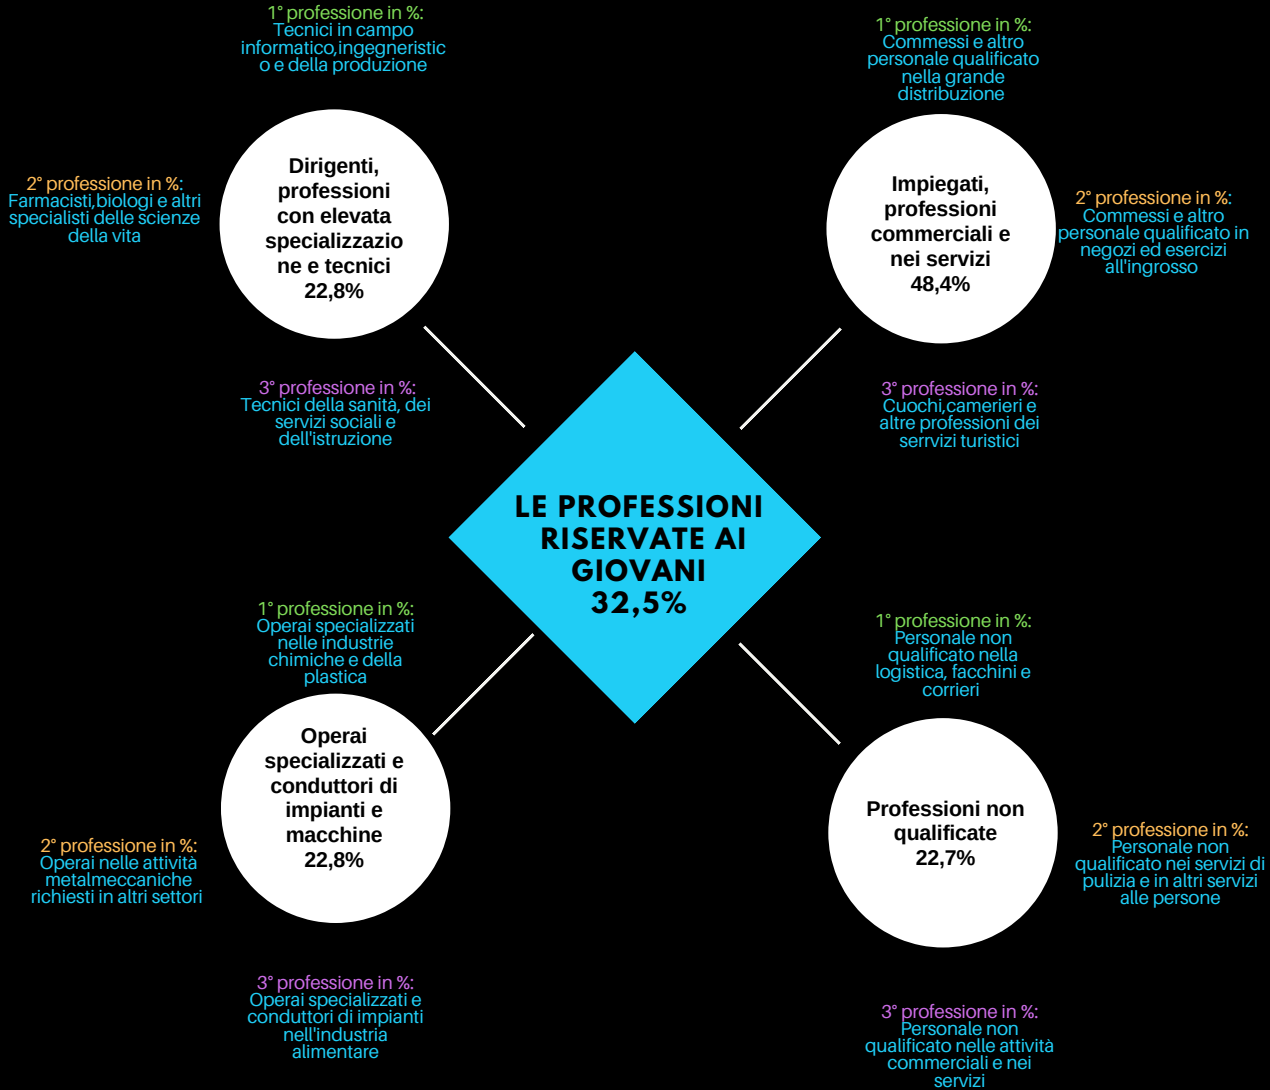 1° professione in %:
Tecnici in campo
informatico,ingegneristic
o e della produzione
2° professione in %:
Farmacisti,biologi e altri
specialisti delle scienze
della vita
Dirigenti,
professioni
con elevata
specializzazio
ne e tecnici
22,8%
3° professione in %:
Tecnici della sanità, dei
servizi sociali e
dell'istruzione
1° professione in %:
Commessi e altro
personale qualificato
nella grande
distribuzione
Impiegati,
professioni
commerciali e
nei servizi
48,4%
2° professione in %:
Commessi e altro
personale qualificato in
negozi ed esercizi
all'ingrosso
3° professione in %:
Cuochi,camerieri e
altre professioni dei
serrvizi turistici
LE PROFESSIONI
RISERVATE AI
GIOVANI
32,5%
1° professione in %:
Operai specializzati
nelle industrie
chimiche e della
plastica
Operai
specializzati e
conduttori di
impianti e
macchine
22,8%
2° professione in %:
Operai nelle attività
metalmeccaniche
richiesti in altri settori
3° professione in %:
Operai specializzati e
conduttori di impianti
nell'industria
alimentare
1° professione in %:
Personale non
qualificato nella
logistica, facchini e
corrieri
Professioni non
qualificate
22,7%
2° professione in %:
Personale non
qualificato nei servizi di
pulizia e in altri servizi
alle persone
3° professione in %:
Personale non
qualificato nelle attività
commerciali e nei
servizi